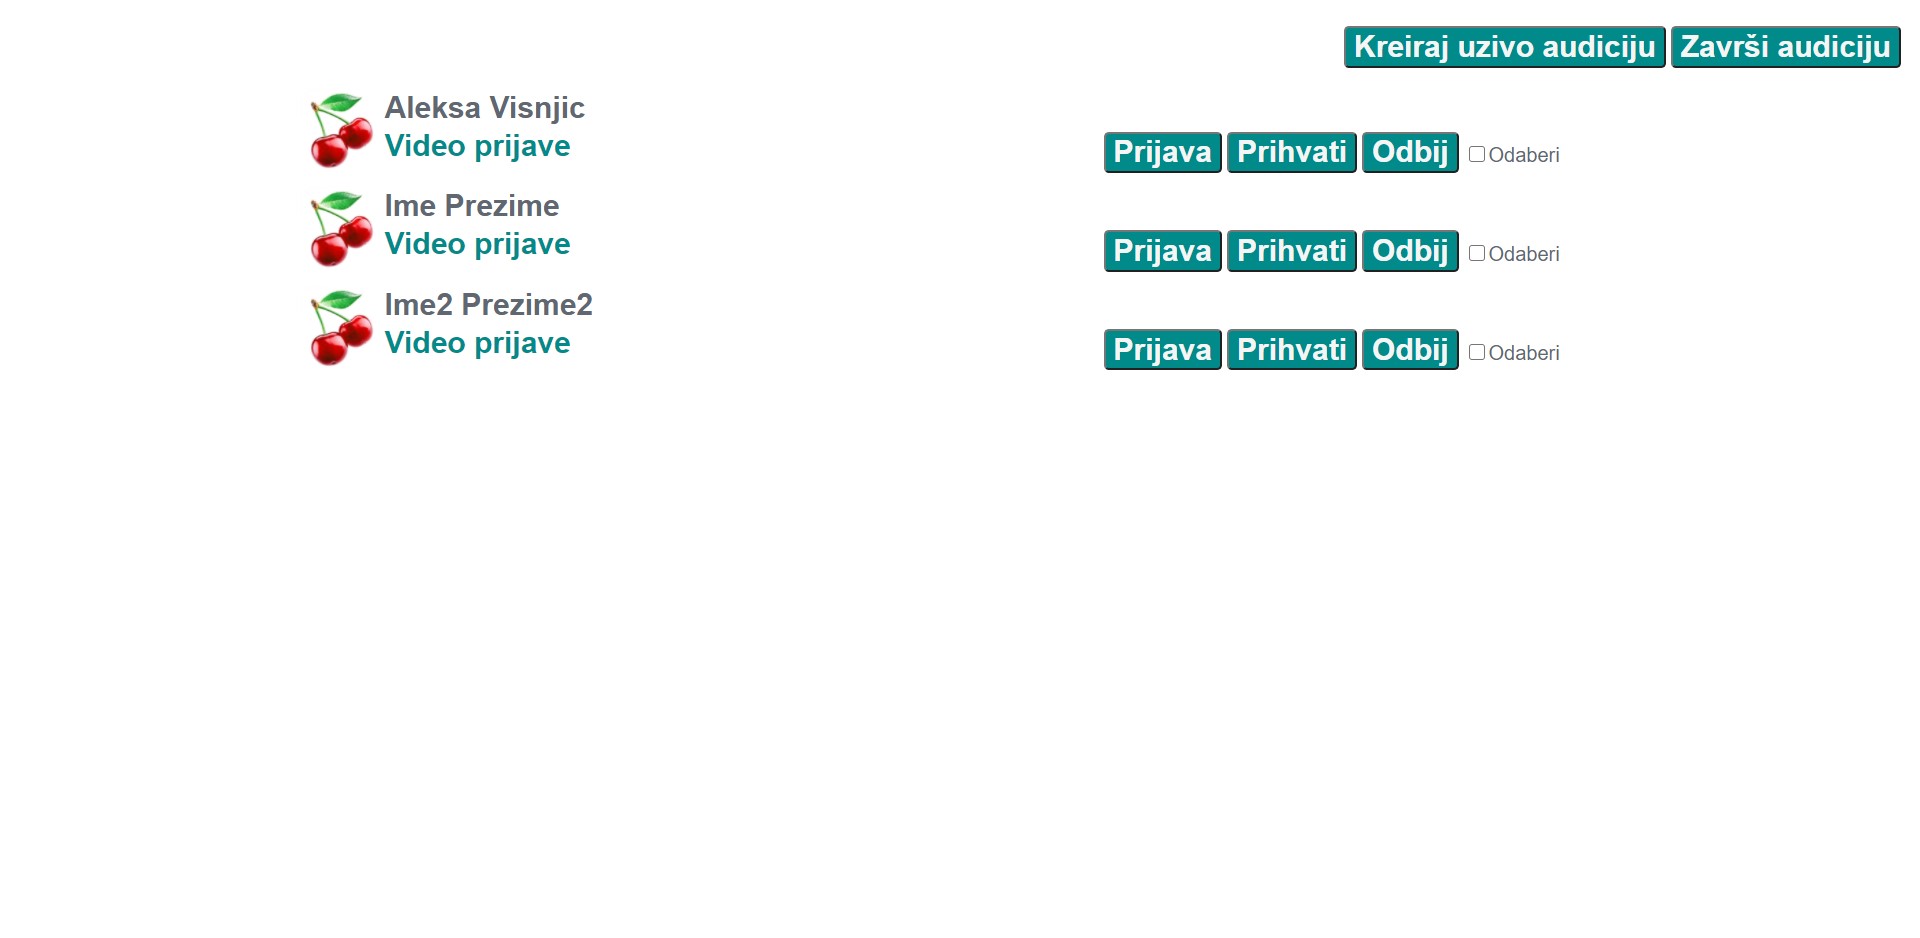 Kreiraj uzivo audiciju Završi audiciju
Aleksa Visnjic
Video prijave
Prijava Prihvati Odbij Odaberi
Ime Prezime
Video prijave
Prijava Prihvati Odbij Odaberi
Ime2 Prezime2
Video prijave
Prijava Prihvati Odbij Odaberi